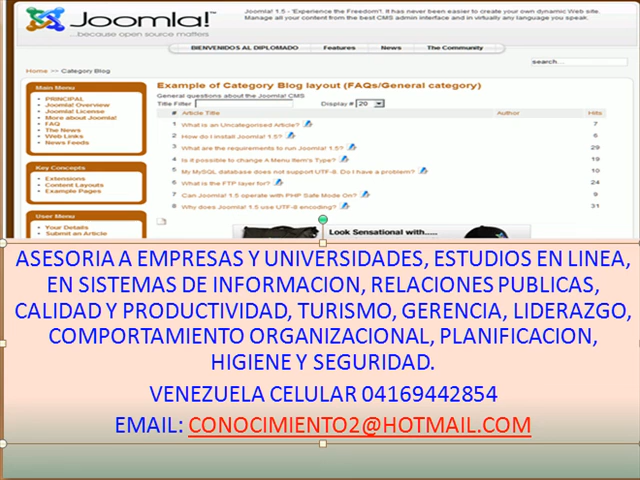 Joomla!™
...because open source matters
Joomla! 1.5 - 'Experience the Freedom'!. It has never been easier to create your own dynamic Web site.
Manage all your content from the best CMS admin interface and in virtually any language you speak.
BIENVENIDOS AL DIPLOMADO Features News The Community
search...
Home >> Category Blog
Main Menu
PRINCIPAL
Joomla! Overview
Joomla! License
More about Joomla!
FAQ
The News
Web Links
News Feeds
Key Concepts
Extensions
Content Layouts
Example Pages
User Menu
Your Details
Submit an Article
Example of Category Blog layout (FAQs/General category)
General questions about the Joomla! CMS
Title Filter Display # 20
# Article Title Author Hits
1 What is an Uncategorised Article? 7
2 How do I install Joomla! 1.5? 6
3 What are the requirements to run Joomla! 1.5? 29
4 Is it possible to change A Menu Item's Type? 19
5 My MySQL database does not support UTF-8. Do I have a problem? 10
6 What is the FTP layer for? 24
7 Can Joomla! 1.5 operate with PHP Safe Mode On? 9
8 Why does Joomla! 1.5 use UTF-8 encoding? 31
Look Sensational with.....
ASESORIA A EMPRESAS Y UNIVERSIDADES, ESTUDIOS EN LINEA,
EN SISTEMAS DE INFORMACION, RELACIONES PUBLICAS,
CALIDAD Y PRODUCTIVIDAD, TURISMO, GERENCIA, LIDERAZGO,
COMPORTAMIENTO ORGANIZACIONAL, PLANIFICACION,
HIGIENE Y SEGURIDAD.
VENEZUELA CELULAR 04169442854
EMAIL: CONOCIMIENTO2@HOTMAIL.COM